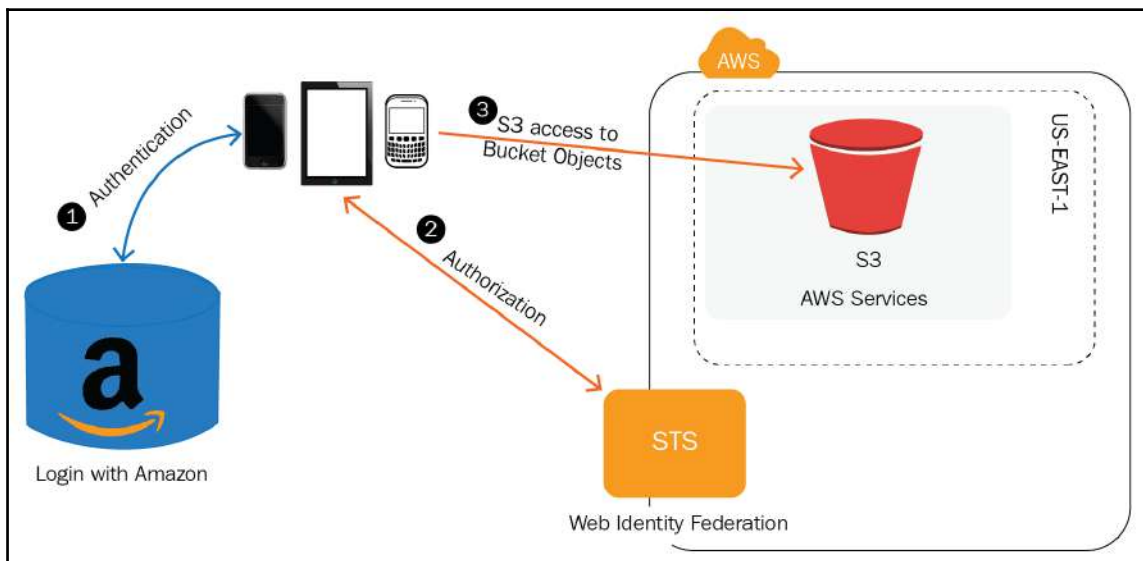 AWS
1
Authentication
3
S3 access to
Bucket Objects
US-EAST-1
2
Authorization
S3
AWS Services
a
Login with Amazon
STS
Web Identity Federation